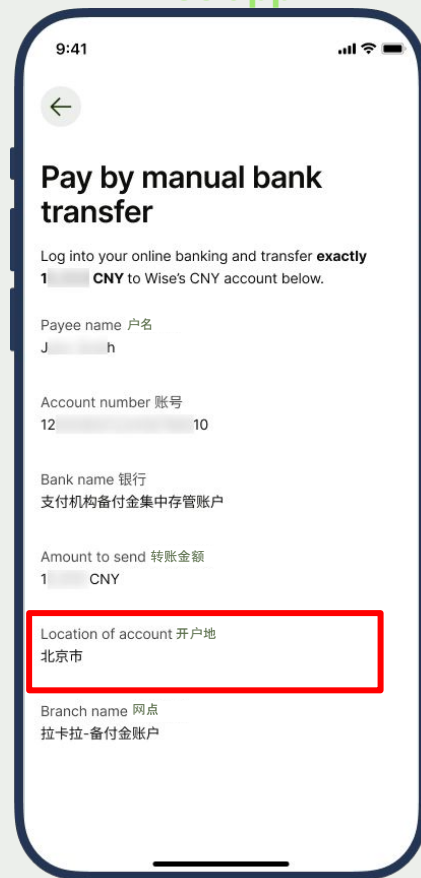 9:41
Pay by manual bank
transfer
Log into your online banking and transfer exactly
1 CNY to Wise's CNY account below.
Payee name 户名
J h
Account number 账号
12 10
Bank name 银行
支付机构备付金集中存管账户
Amount to send 转账金额
1 CNY
Location of account 开户地
北京市
Branch name 网点
拉卡拉-备付金账户